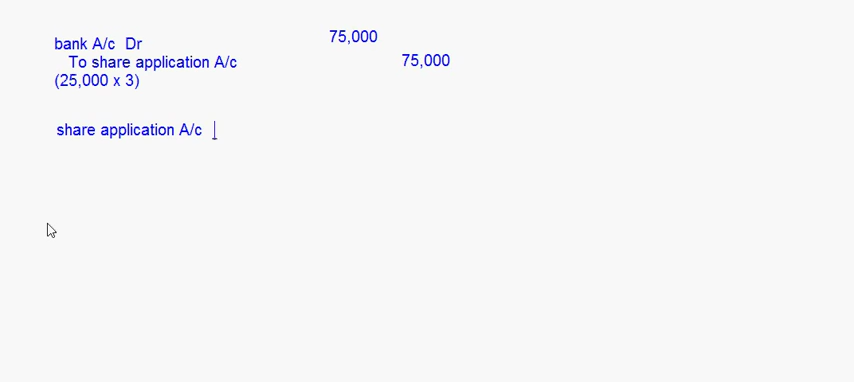 bank A/c  Dr 75,000
To share application A/c 75,000
(25,000 x 3)
share application A/c